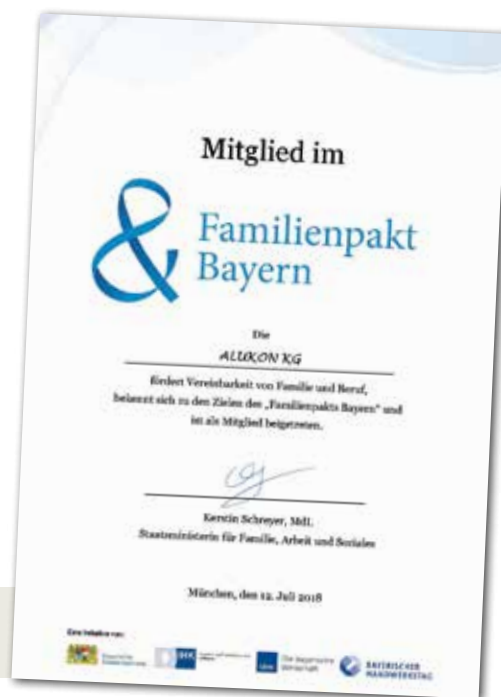 Mitglied im
&
Familienpakt
Bayern
Die
ALUKON KG
fördert Vereinbarkeit von Familie und Beruf,
bekennt sich zu den Zielen des „Familienpakts Bayern“ und
ist als Mitglied beigetreten.
Kerstin Schreyer, MdL
Staatsministerin für Familie, Arbeit und Soziales
München, den 12. Juli 2018
Eine Initiative von:
IHK
vbw
Die bayerische
Wirtschaft
BAYERISCHER
HANDWERKSTAG